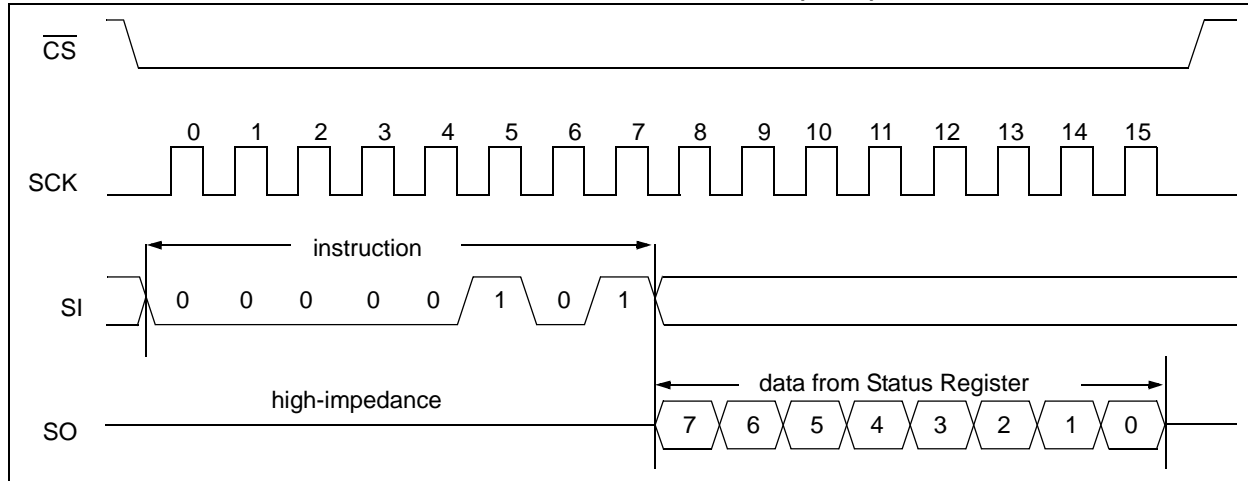 CS
0 1 2 3 4 5 6 7 8 9 10 11 12 13 14 15
SCK
instruction
SI 0 0 0 0 0 1 0 1
data from Status Register
high-impedance
SO 7 6 5 4 3 2 1 0